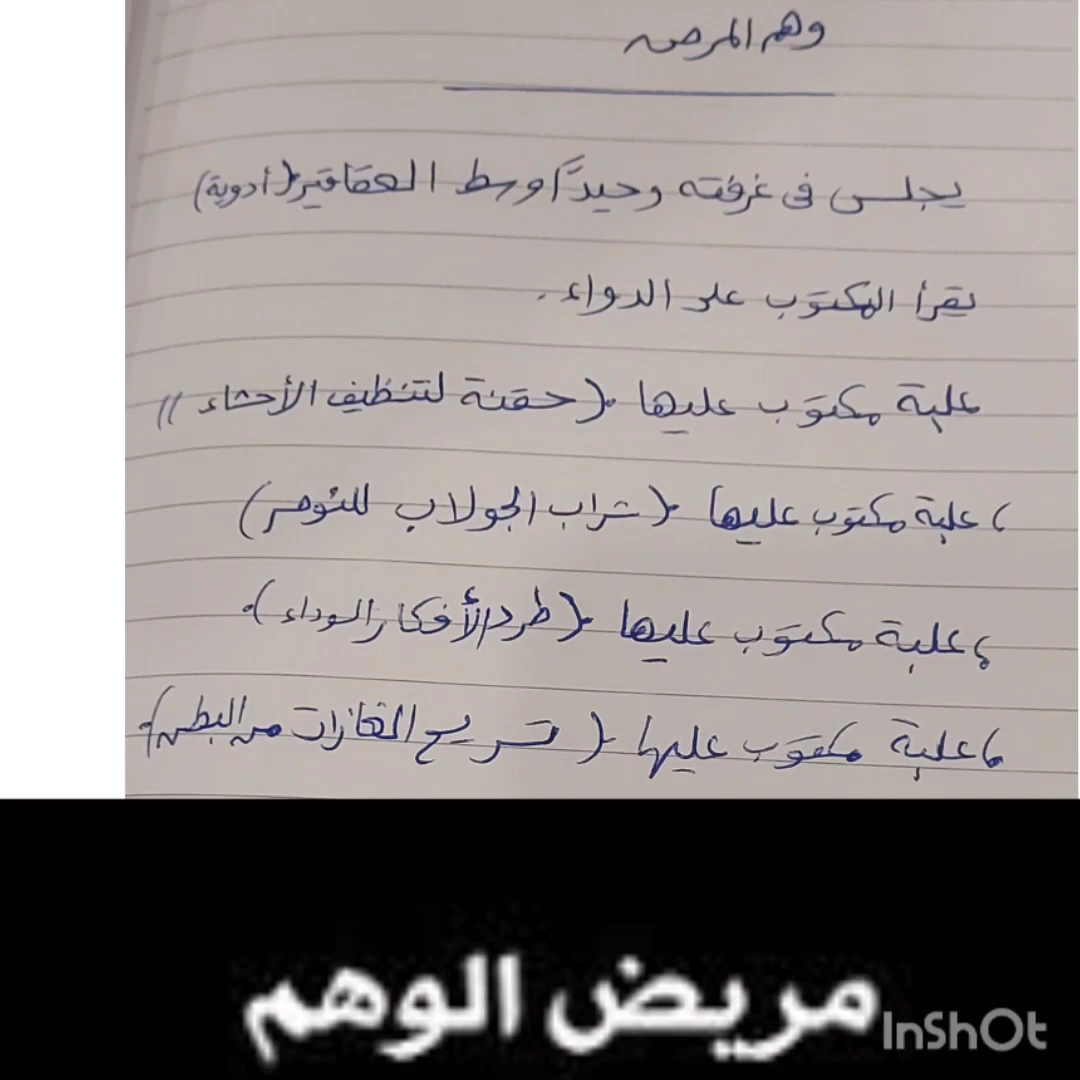 وهم المرض
يجلس فى غرفته وحيداً وسط العقاقير (أدوية)
يقرأ المكتوب على الدواء.
علبة مكتوب عليها (حقنة لتنظيف الأحشاء))
، علبة مكتوب عليها (شراب الجولاب للنوم)
، علبة مكتوب عليها (طرد الأفكار السوداء).
، علبة مكتوب عليها (تسريح الغازات من البطن).
مريض الوهم
InShOt